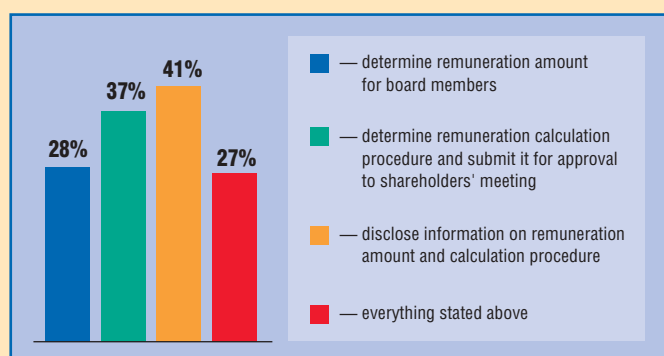 41%
37%
28%
27%
— determine remuneration amount
for board members
— determine remuneration calculation
procedure and submit it for approval
to shareholders' meeting
— disclose information on remuneration
amount and calculation procedure
— everything stated above